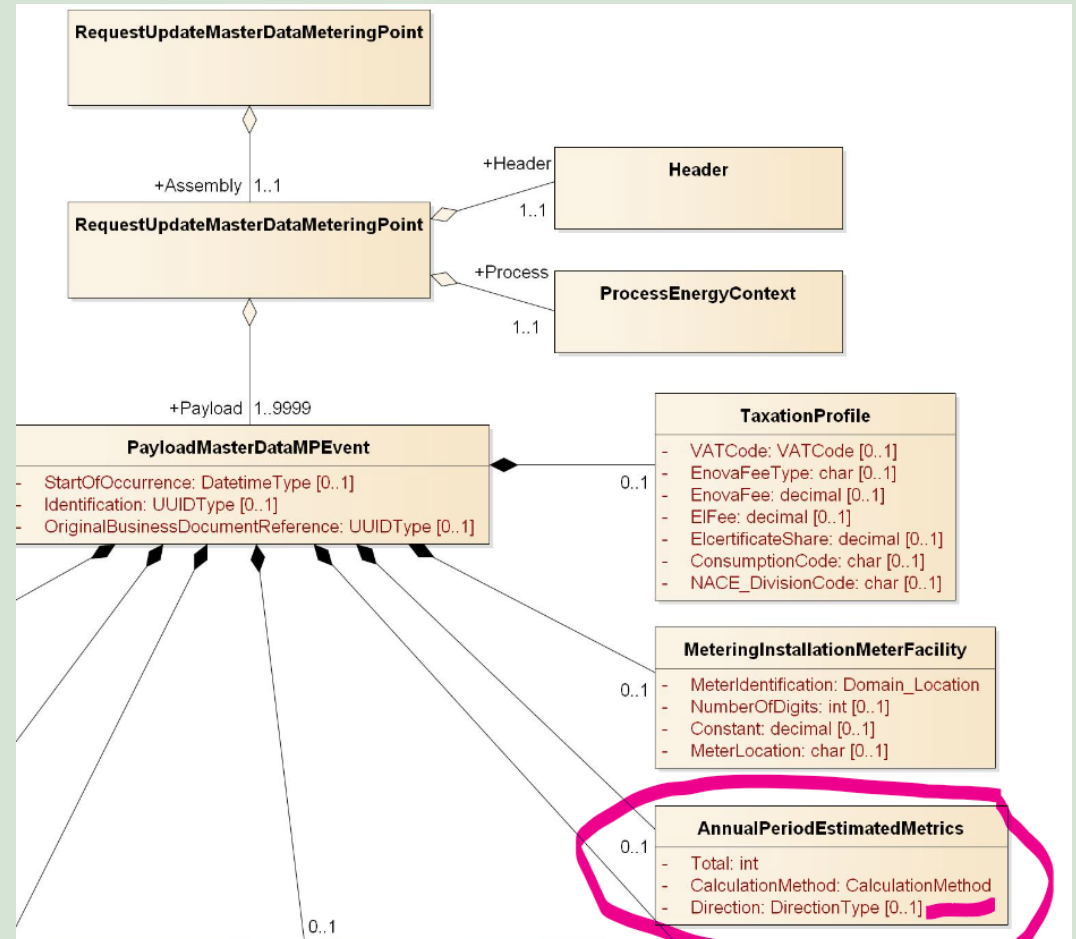 RequestUpdateMasterDataMeteringPoint
+Assembly 1..1
RequestUpdateMasterDataMeteringPoint
+Header
1..1
Header
+Process
1..1
ProcessEnergyContext
+Payload 1..9999
PayloadMasterDataMPEvent
- StartOfOccurrence: DatetimeType [0..1]
- Identification: UUIDType [0..1]
- OriginalBusinessDocumentReference: UUIDType [0..1]
0..1
TaxationProfile
- VATCode: VATCode [0..1]
- EnovaFeeType: char [0..1]
- EnovaFee: decimal [0..1]
- ElFee: decimal [0..1]
- ElcertificateShare: decimal [0..1]
- ConsumptionCode: char [0..1]
- NACE_DivisionCode: char [0..1]
0..1
MeteringInstallationMeterFacility
- MeterIdentification: Domain_Location
- NumberOfDigits: int [0..1]
- Constant: decimal [0..1]
- MeterLocation: char [0..1]
0..1
AnnualPeriodEstimatedMetrics
- Total: int
- CalculationMethod: CalculationMethod
- Direction: DirectionType [0..1]
0..1